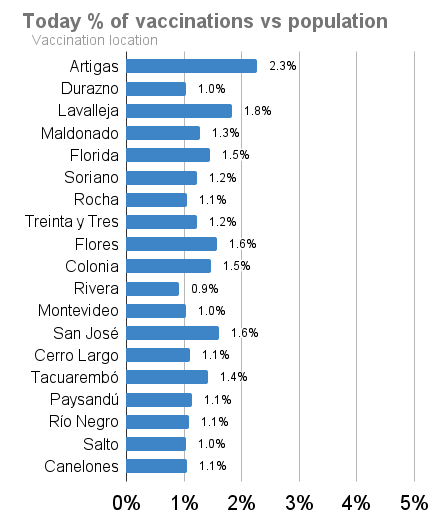 Today % of vaccinations vs population
Vaccination location
Artigas 2.3%
Durazno 1.0%
Lavalleja 1.8%
Maldonado 1.3%
Florida 1.5%
Soriano 1.2%
Rocha 1.1%
Treinta y Tres 1.2%
Flores 1.6%
Colonia 1.5%
Rivera 0.9%
Montevideo 1.0%
San José 1.6%
Cerro Largo 1.1%
Tacuarembó 1.4%
Paysandú 1.1%
Río Negro 1.1%
Salto 1.0%
Canelones 1.1%
0% 1% 2% 3% 4% 5%